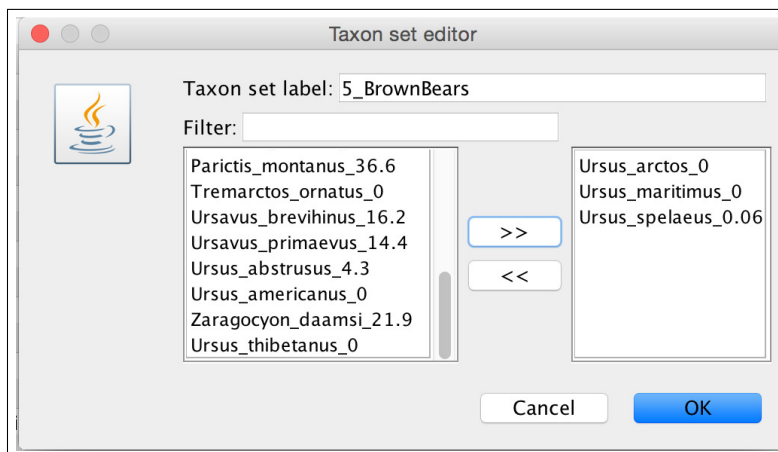 Taxon set editor
Taxon set label: 5_BrownBears
Filter:
Parictis_montanus_36.6
Tremarctos_ornatus_0
Ursavus_brevihinus_16.2
Ursavus_primaevus_14.4
Ursus_abstrusus_4.3
Ursus_americanus_0
Zaragocyon_daamsi_21.9
Ursus_thibetanus_0
>>
<<
Ursus_arctos_0
Ursus_maritimus_0
Ursus_spelaeus_0.06
Cancel OK